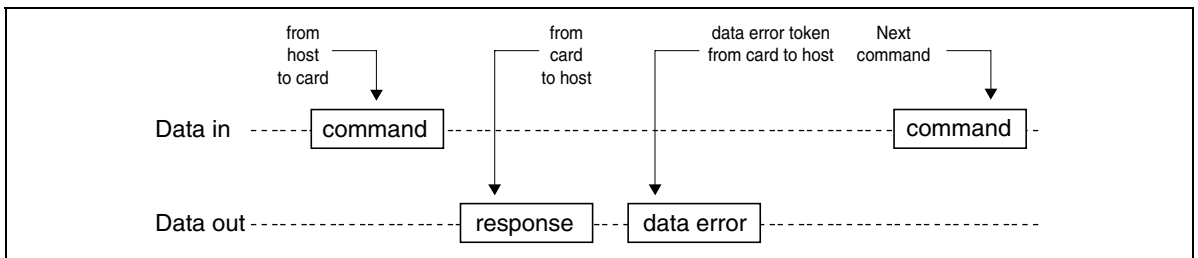 from
host
to card
from
card
to host
data error token
from card to host
Next
command
Data in
command
command
Data out
response
data error